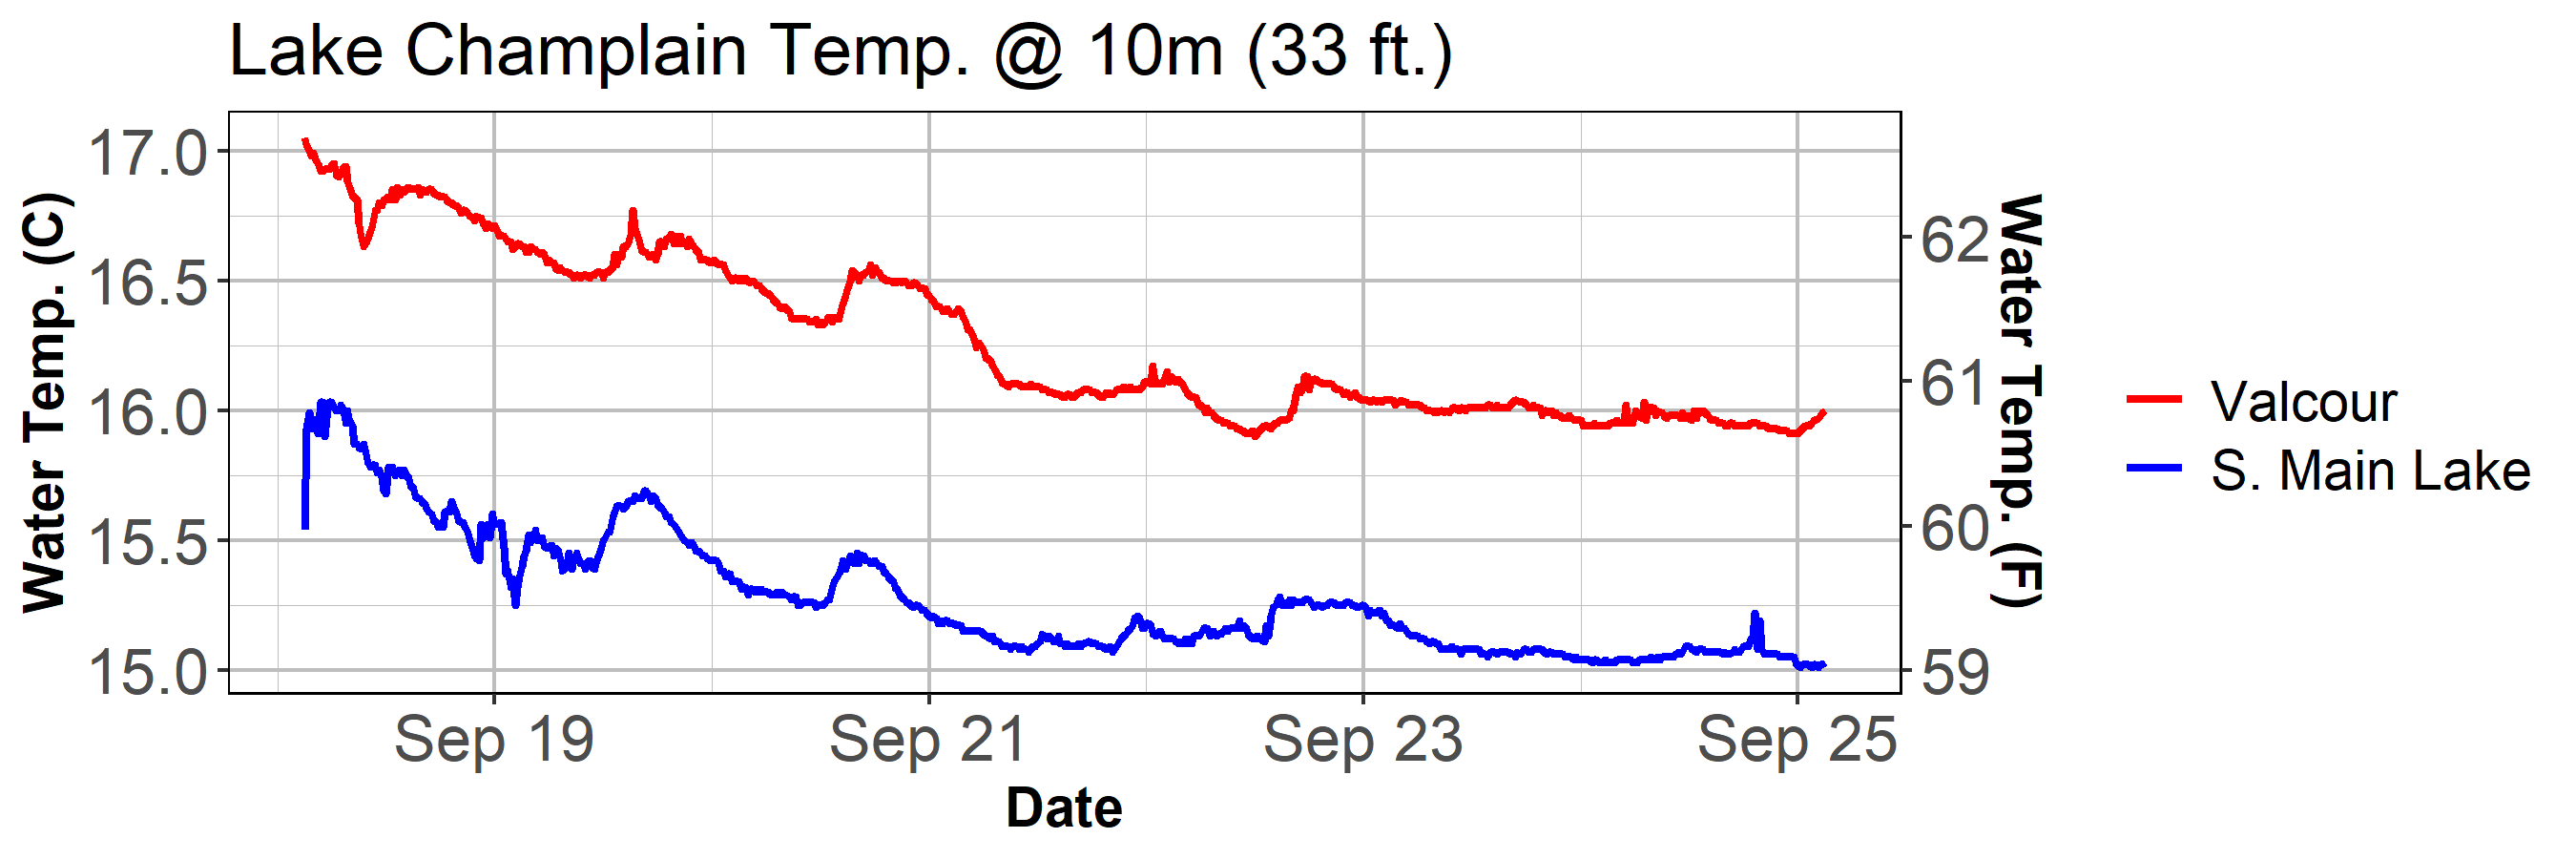 Lake Champlain Temp. @ 10m (33 ft.)
Water Temp. (C)
17.0
16.5
16.0
15.5
15.0
62
61
60
59
Water Temp. (F)
Sep 19 Sep 21 Sep 23 Sep 25
Date
Valcour
S. Main Lake